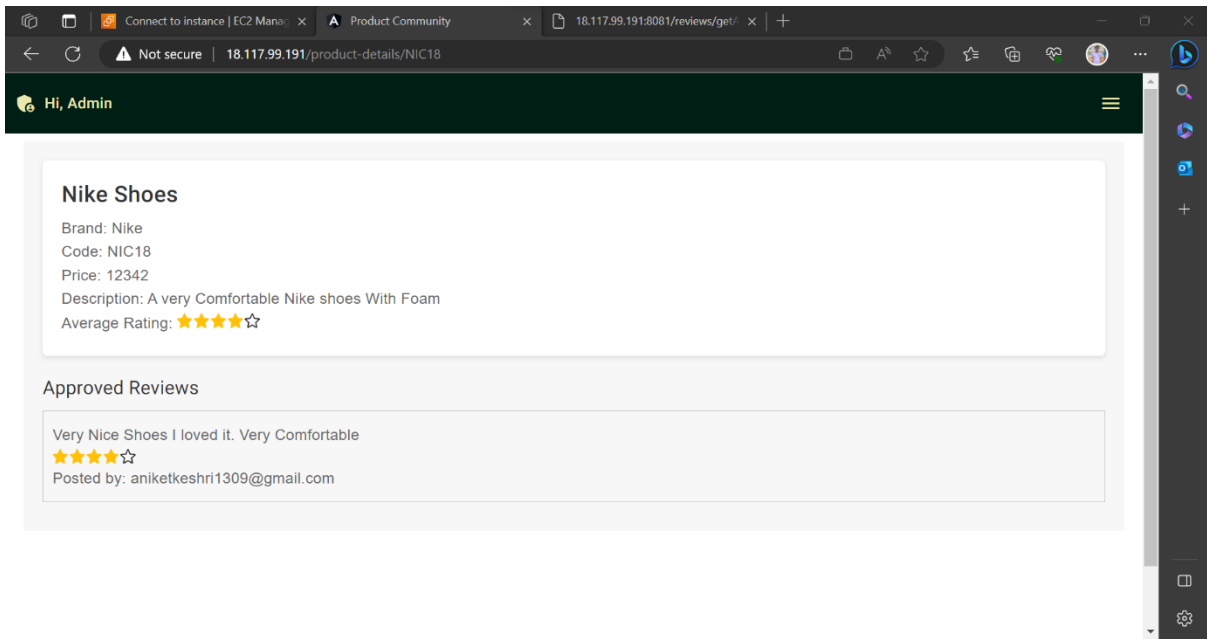 Connect to instance | EC2 Manag
Product Community
18.117.99.191:8081/reviews/getA
Not secure | 18.117.99.191/product-details/NIC18
Hi, Admin
Nike Shoes
Brand: Nike
Code: NIC18
Price: 12342
Description: A very Comfortable Nike shoes With Foam
Average Rating:
Approved Reviews
Very Nice Shoes I loved it. Very Comfortable
Posted by: aniketkeshri1309@gmail.com